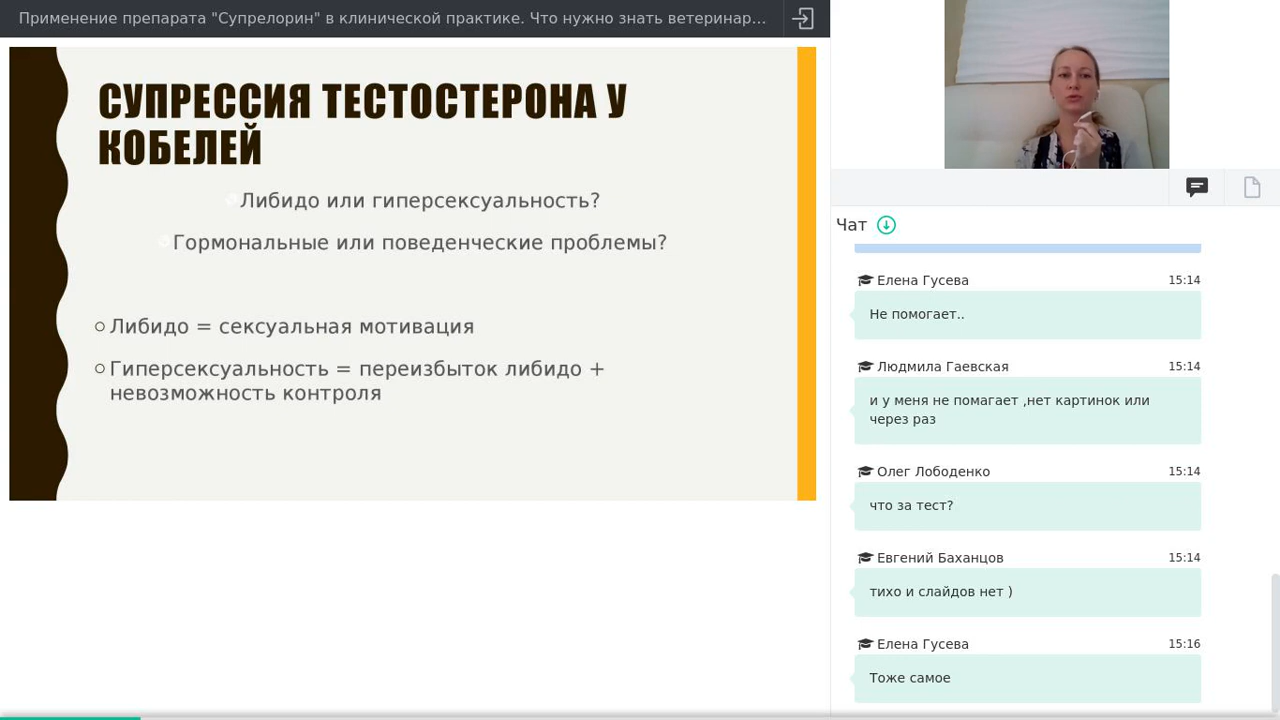 Применение препарата "Супрелорин" в клинической практике. Что нужно знать ветеринар...
СУПРЕССИЯ ТЕСТОСТЕРОНА У
КОБЕЛЕЙ
Либидо или гиперсексуальность?
Гормональные или поведенческие проблемы?
Либидо = сексуальная мотивация
Гиперсексуальность = переизбыток либидо +
невозможность контроля
Чат
Елена Гусева 15:14
Не помогает..
Людмила Гаевская 15:14
и у меня не помагает ,нет картинок или
через раз
Олег Лободенко 15:14
что за тест?
Евгений Баханцов 15:14
тихо и слайдов нет )
Елена Гусева 15:16
Тоже самое